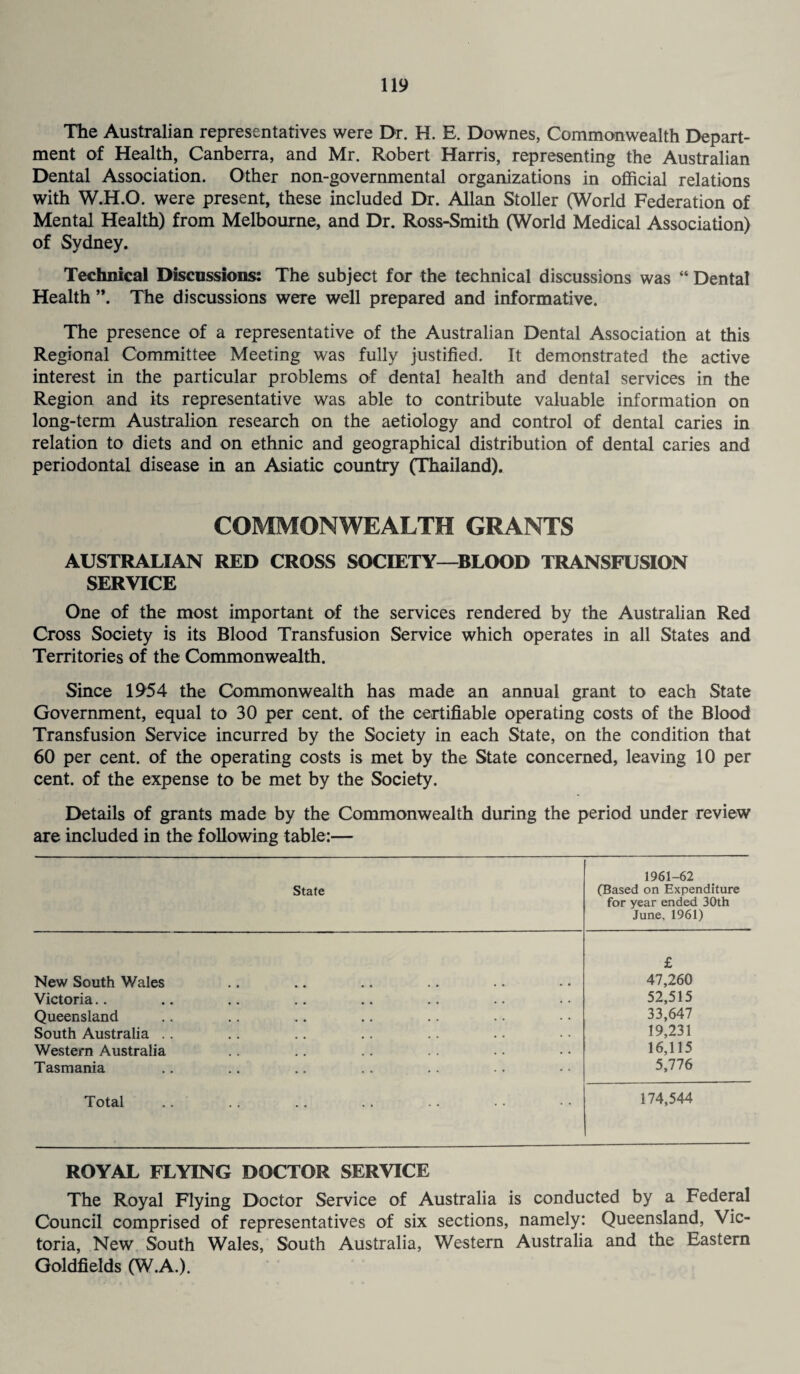 119
The Australian representatives were Dr. H. E. Downes, Commonwealth Depart-
ment of Health, Canberra, and Mr. Robert Harris, representing the Australian
Dental Association. Other non-governmental organizations in official relations
with W.H.O. were present, these included Dr. Allan Stoller (World Federation of
Mental Health) from Melbourne, and Dr. Ross-Smith (World Medical Association)
of Sydney.
Technical Discussions: The subject for the technical discussions was “ Dental
Health ”. The discussions were well prepared and informative.
The presence of a representative of the Australian Dental Association at this
Regional Committee Meeting was fully justified. It demonstrated the active
interest in the particular problems of dental health and dental services in the
Region and its representative was able to contribute valuable information on
long-term Australion research on the aetiology and control of dental caries in
relation to diets and on ethnic and geographical distribution of dental caries and
periodontal disease in an Asiatic country (Thailand).
COMMONWEALTH GRANTS
AUSTRALIAN RED CROSS SOCIETY—BLOOD TRANSFUSION
SERVICE
One of the most important of the services rendered by the Australian Red
Cross Society is its Blood Transfusion Service which operates in all States and
Territories of the Commonwealth.
Since 1954 the Commonwealth has made an annual grant to each State
Government, equal to 30 per cent. of the certifiable operating costs of the Blood
Transfusion Service incurred by the Society in each State, on the condition that
60 per cent. of the operating costs is met by the State concerned, leaving 10 per
cent. of the expense to be met by the Society.
Details of grants made by the Commonwealth during the period under review
are included in the following table:—
State
1961-62
(Based on Expenditure
for year ended 30th
June, 1961)
£
New South Wales .. .. .. .. .. .. 47,260
Victoria.. .. .. .. .. .. .. .. 52,515
Queensland .. .. .. .. .. .. .. 33,647
South Australia .. .. .. .. .. .. .. 19,231
Western Australia .. .. .. .. .. .. 16,115
Tasmania .. .. .. .. .. .. .. 5,776
Total .. .. .. .. .. .. .. 174,544
ROYAL FLYING DOCTOR SERVICE
The Royal Flying Doctor Service of Australia is conducted by a Federal
Council comprised of representatives of six sections, namely: Queensland, Vic-
toria, New South Wales, South Australia, Western Australia and the Eastern
Goldfields (W.A.).